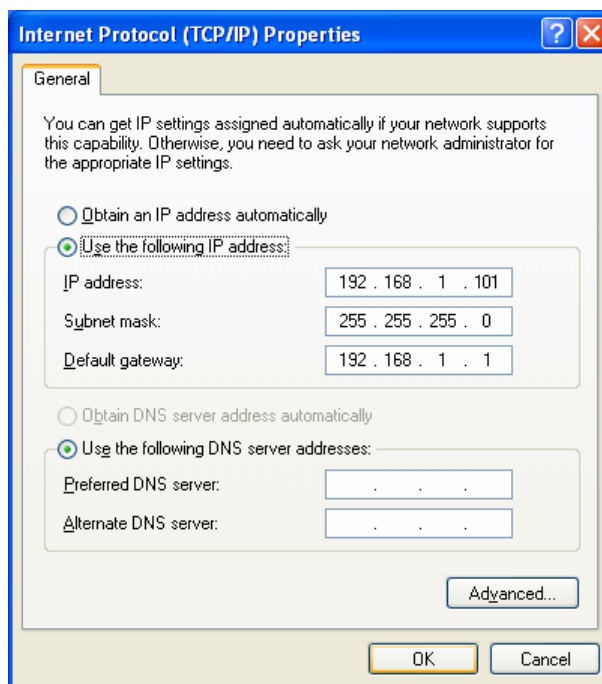 Internet Protocol (TCP/IP) Properties
General
You can get IP settings assigned automatically if your network supports
this capability. Otherwise, you need to ask your network administrator for
the appropriate IP settings.
Obtain an IP address automatically
Use the following IP address:
IP address: 192 . 168 . 1 . 101
Subnet mask: 255 . 255 . 255 . 0
Default gateway: 192 . 168 . 1 . 1
Obtain DNS server address automatically
Use the following DNS server addresses:
Preferred DNS server: . . .
Alternate DNS server: . . .
Advanced...
OK Cancel